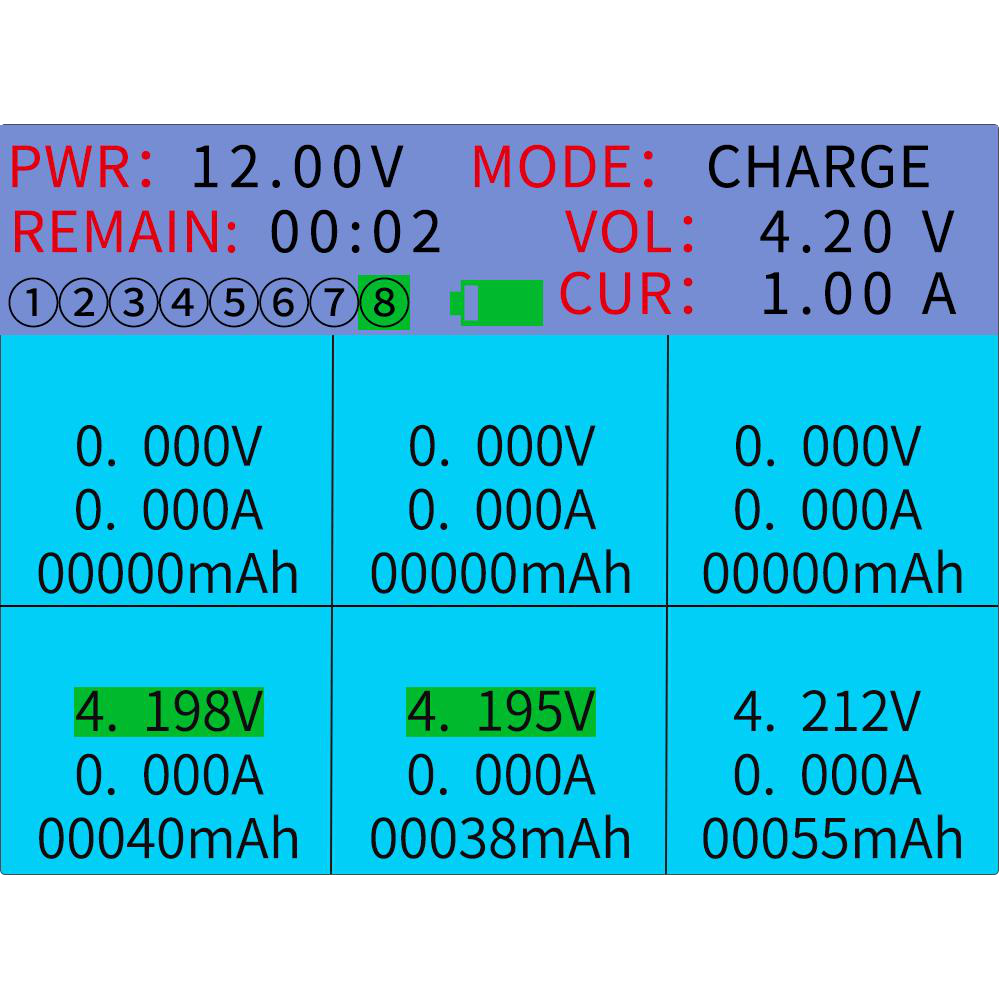 PWR: 12.00V MODE: CHARGE
REMAIN: 00:02 VOL: 4.20 V
①②③④⑤⑥⑦⑧ CUR: 1.00 A
0. 000V 0. 000V 0. 000V
0. 000A 0. 000A 0. 000A
00000mAh 00000mAh 00000mAh
4. 198V 4. 195V 4. 212V
0. 000A 0. 000A 0. 000A
00040mAh 00038mAh 00055mAh